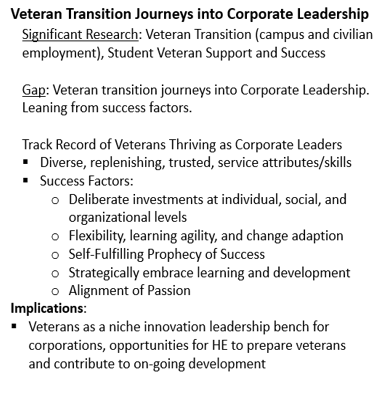 Veteran Transition Journeys into Corporate Leadership
Significant Research: Veteran Transition (campus and civilian
employment), Student Veteran Support and Success
Gap: Veteran transition journeys into Corporate Leadership.
Leaning from success factors.
Track Record of Veterans Thriving as Corporate Leaders
▪ Diverse, replenishing, trusted, service attributes/skills
▪ Success Factors:
o Deliberate investments at individual, social, and
organizational levels
o Flexibility, learning agility, and change adaption
o Self-Fulfilling Prophecy of Success
o Strategically embrace learning and development
o Alignment of Passion
Implications:
▪ Veterans as a niche innovation leadership bench for
corporations, opportunities for HE to prepare veterans
and contribute to on-going development